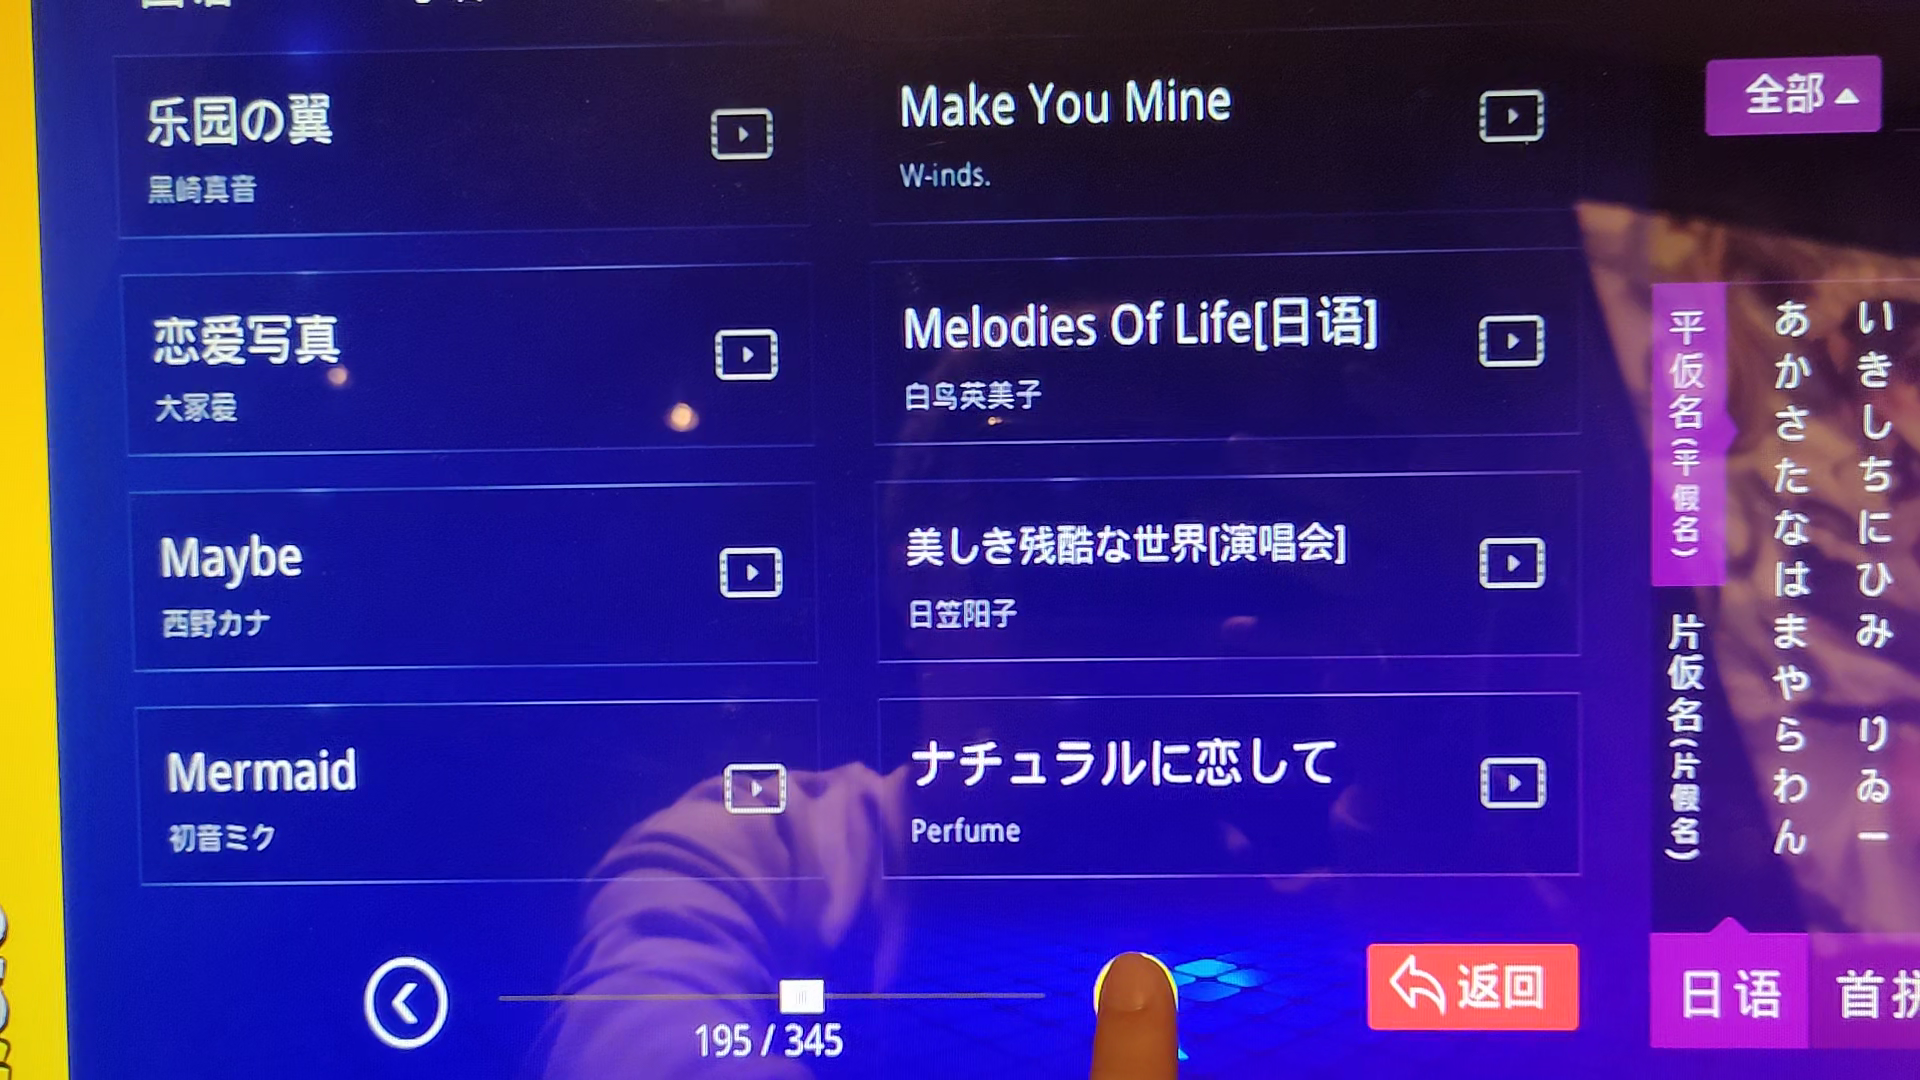 乐园の翼
黑崎真音
Make You Mine
W-inds.
恋爱写真
大冢爱
Melodies Of Life[日语]
白鸟英美子
Maybe
西野カナ
美しき残酷な世界[演唱会]
日笠阳子
Mermaid
初音ミク
ナチュラルに恋して
Perfume
195 / 345
返回
全部
平仮名(平假名)
片仮名(片假名)
あかさたなはまやらわん
いきしちにひみ りゐー
日语
首拼